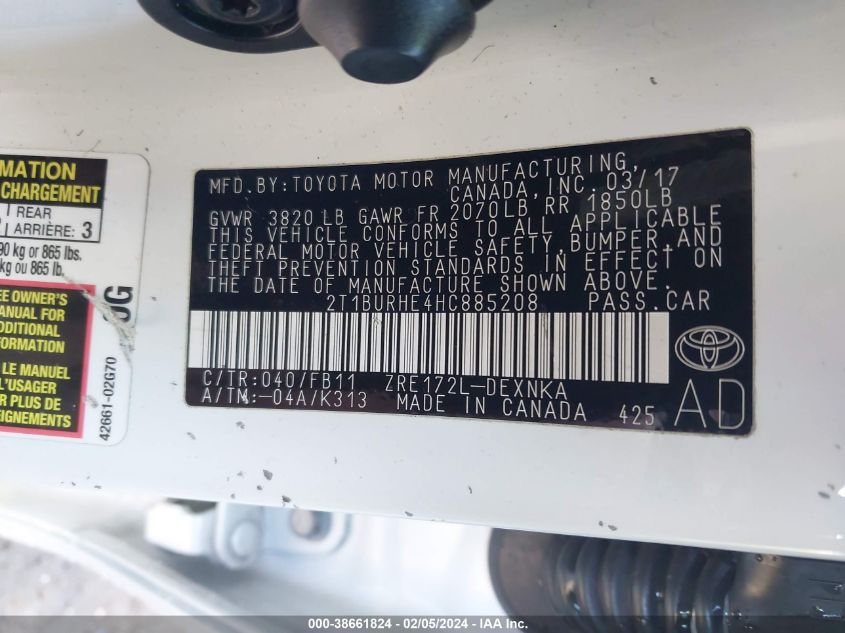 MATION
CHARGEMENT
REAR
ARRIÈRE: 3
90 kg or 865 lbs.
kg ou 865 lb.
EE OWNER'S
MANUAL FOR
ADDITIONAL
FORMATION
LE MANUEL
L'USAGER
R PLUS DE
EIGNEMENTS
42661-02G70
MFD. BY: TOYOTA MOTOR MANUFACTURING,
CANADA, INC. 03/17
GVWR 3820 LB GAWR FR 2070LB RR 1850LB
THIS VEHICLE CONFORMS TO ALL APPLICABLE
FEDERAL MOTOR VEHICLE SAFETY, BUMPER, AND
THEFT PREVENTION STANDARDS IN EFFECT ON
THE DATE OF MANUFACTURE SHOWN ABOVE.
2T1BURHE4HC885208 PASS. CAR
C/TR: 040/FB11 ZRE172L-DEXNKA
A/TM: -04A/K313 MADE IN CANADA 425
AD
000-38661824 - 02/05/2024 - IAA Inc.